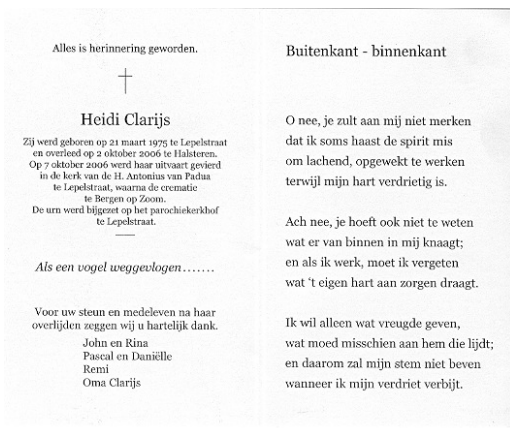 Alles is herinnering geworden.
Heidi Clarijs
Zij werd geboren op 21 maart 1975 te Lepelstraat
en overleed op 2 oktober 2006 te Halsteren.
Op 7 oktober 2006 werd haar uitvaart gevierd
in de kerk van de H. Antonius van Padua
te Lepelstraat, waarna de crematie
te Bergen op Zoom.
De urn werd bijgezet op het parochiekerkhof
te Lepelstraat.
Als een vogel weggevlogen.......
Voor uw steun en medeleven na haar
overlijden zeggen wij u hartelijk dank.
John en Rina
Pascal en Daniëlle
Remi
Oma Clarijs
Buitenkant - binnenkant
O nee, je zult aan mij niet merken
dat ik soms haast de spirit mis
om lachend, opgewekt te werken
terwijl mijn hart verdrietig is.
Ach nee, je hoeft ook niet te weten
wat er van binnen in mij knaagt;
en als ik werk, moet ik vergeten
wat 't eigen hart aan zorgen draagt.
Ik wil alleen wat vreugde geven,
wat moed misschien aan hem die lijdt;
en daarom zal mijn stem niet beven
wanneer ik mijn verdriet verbijt.